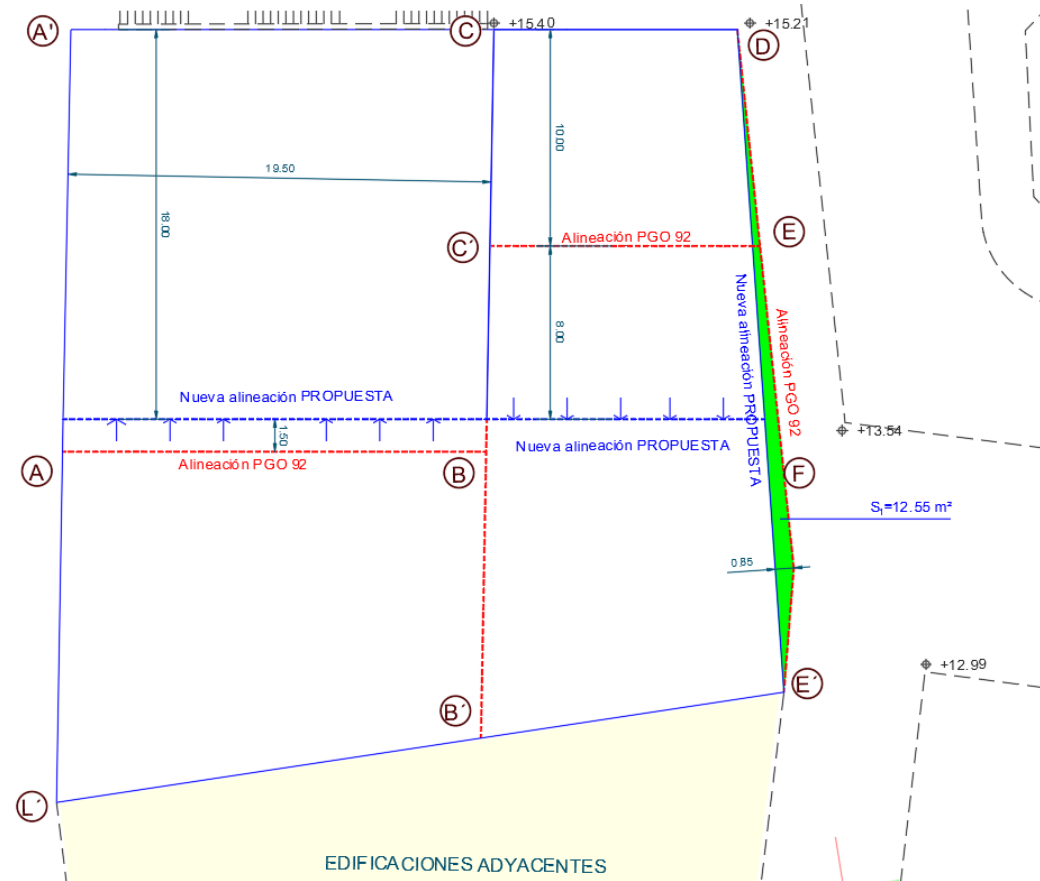 A'
C
+15.40
+15.21
D
10.00
19.50
18.00
C´
Alineación PGO 92
E
Nueva alineación PROPUESTA
Alineación PGO 92
8.00
Nueva alineación PROPUESTA
1.50
Nueva alineación PROPUESTA
+13.54
A
Alineación PGO 92
B
F
S₁=12.55 m²
0.85
+12.99
E´
B´
L´
EDIFICACIONES ADYACENTES